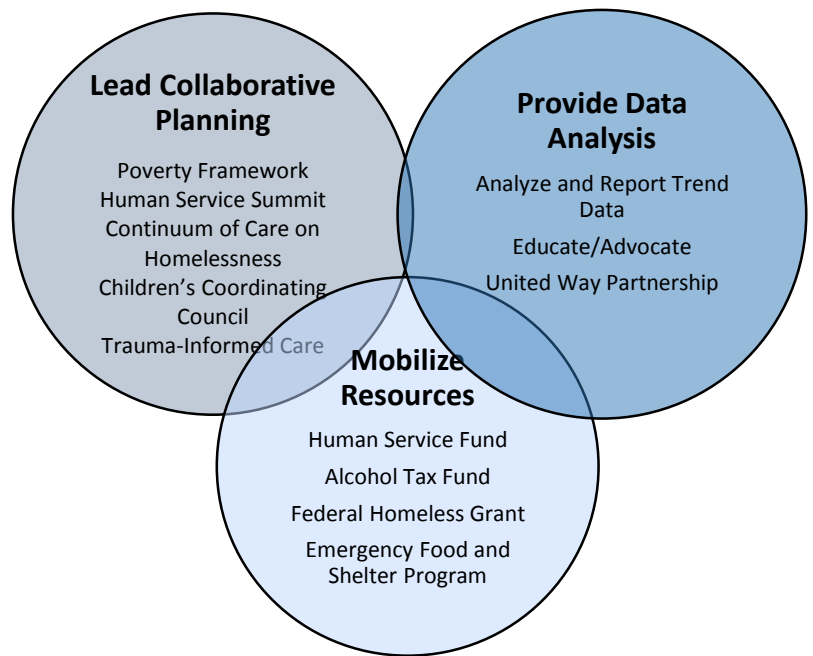 Lead Collaborative
Planning
Poverty Framework
Human Service Summit
Continuum of Care on
Homelessness
Children’s Coordinating
Council
Trauma-Informed Care
Provide Data
Analysis
Analyze and Report Trend
Data
Educate/Advocate
United Way Partnership
Mobilize
Resources
Human Service Fund
Alcohol Tax Fund
Federal Homeless Grant
Emergency Food and
Shelter Program